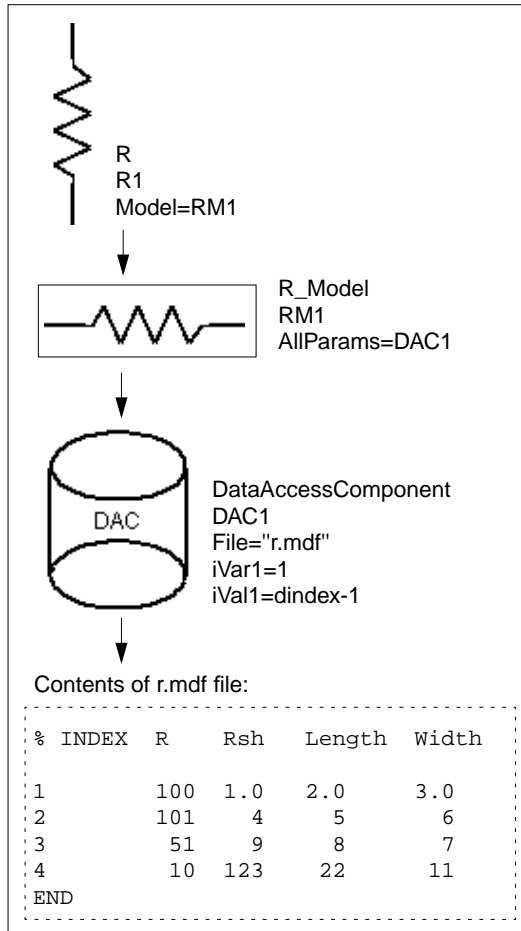 R
R1
Model=RM1
R_Model
RM1
AllParams=DAC1
DAC
DataAccessComponent
DAC1
File="r.mdf"
iVar1=1
iVal1=dindex-1
Contents of r.mdf file:
% INDEX R Rsh Length Width
1 100 1.0 2.0 3.0
2 101 4 5 6
3 51 9 8 7
4 10 123 22 11
END